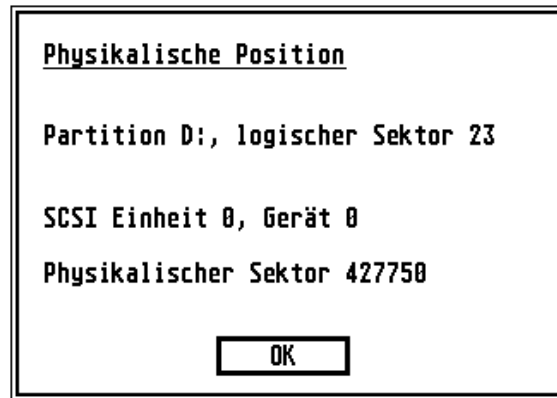 Physikalische Position
Partition D:, logischer Sektor 23
SCSI Einheit 0, Gerät 0
Physikalischer Sektor 427750
OK